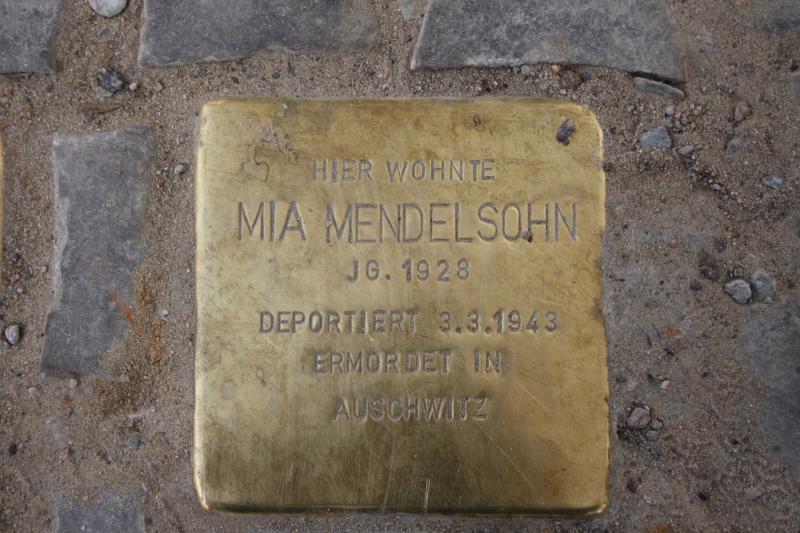 HIER WOHNTE
MIA MENDELSOHN
JG. 1928
DEPORTIERT 3.3.1943
ERMORDET IN
AUSCHWITZ